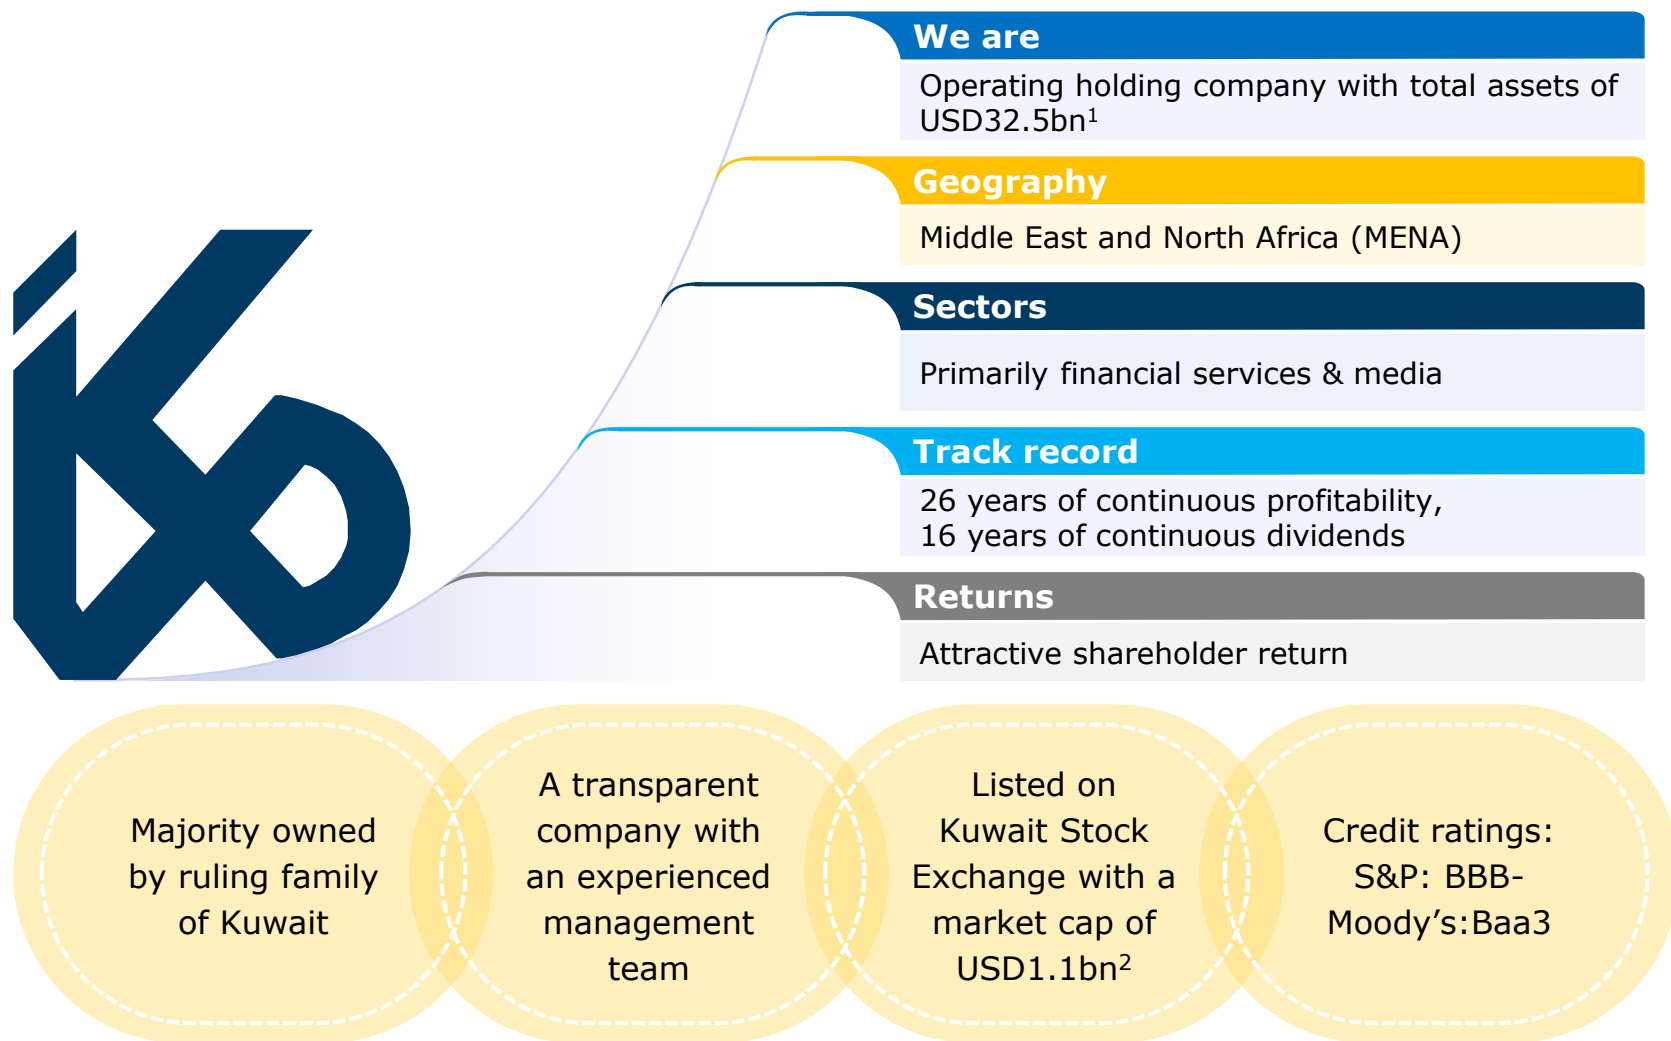 We are
Operating holding company with total assets of
USD32.5bn¹
Geography
Middle East and North Africa (MENA)
Sectors
Primarily financial services & media
Track record
26 years of continuous profitability,
16 years of continuous dividends
Returns
Attractive shareholder return
Majority owned
by ruling family
of Kuwait
A transparent
company with
an experienced
management
team
Listed on
Kuwait Stock
Exchange with a
market cap of
USD1.1bn²
Credit ratings:
S&P: BBB-
Moody’s:Baa3